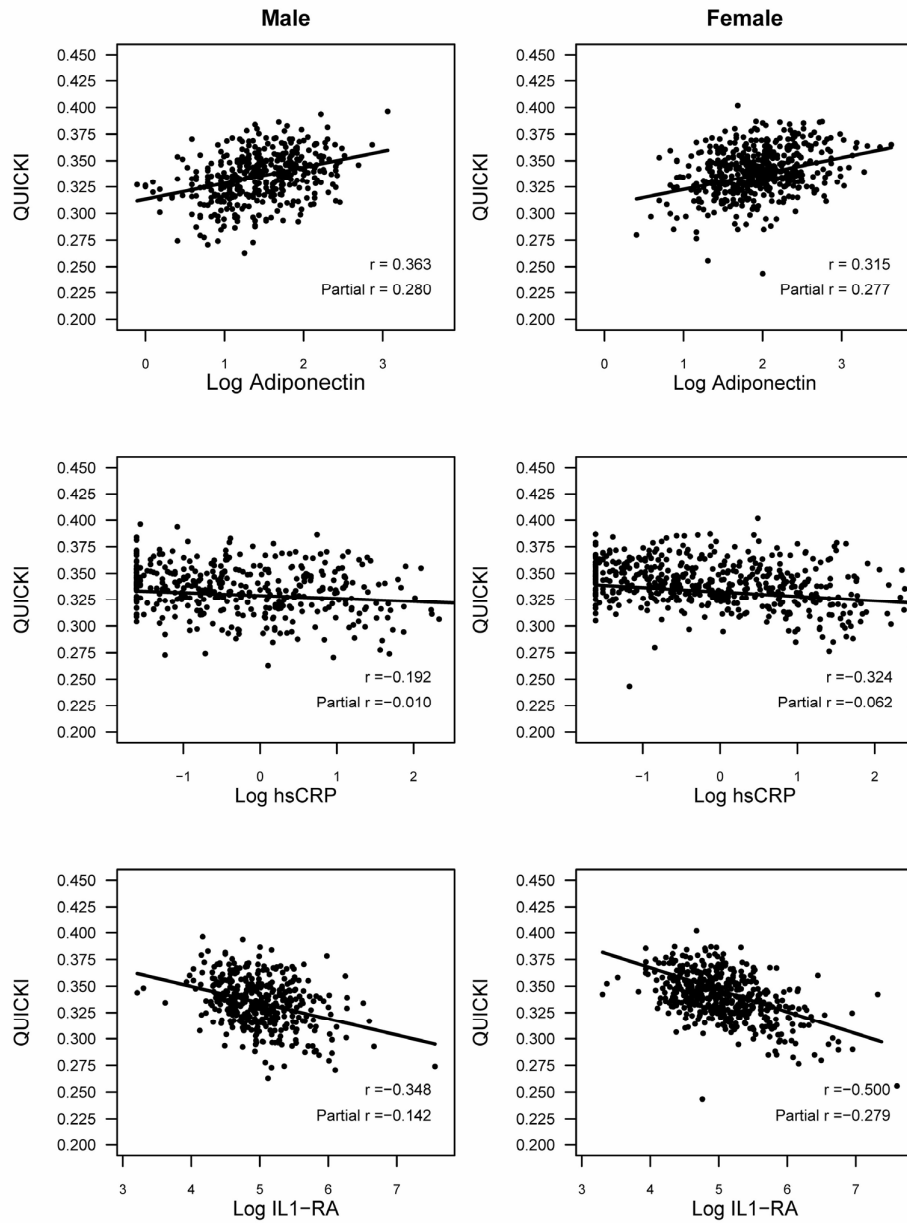 Male
Female
0.450
0.425
0.400
0.375
0.350
0.325
0.300
0.275
0.250
0.225
0.200
QUICKI
r = 0.363
Partial r = 0.280
0 1 2 3
Log Adiponectin
0.450
0.425
0.400
0.375
0.350
0.325
0.300
0.275
0.250
0.225
0.200
QUICKI
r = 0.315
Partial r = 0.277
0 1 2 3
Log Adiponectin
0.450
0.425
0.400
0.375
0.350
0.325
0.300
0.275
0.250
0.225
0.200
QUICKI
r =−0.192
Partial r =−0.010
−1 0 1 2
Log hsCRP
0.450
0.425
0.400
0.375
0.350
0.325
0.300
0.275
0.250
0.225
0.200
QUICKI
r =−0.324
Partial r =−0.062
−1 0 1 2
Log hsCRP
0.450
0.425
0.400
0.375
0.350
0.325
0.300
0.275
0.250
0.225
0.200
QUICKI
r =−0.348
Partial r =−0.142
3 4 5 6 7
Log IL1−RA
0.450
0.425
0.400
0.375
0.350
0.325
0.300
0.275
0.250
0.225
0.200
QUICKI
r =−0.500
Partial r =−0.279
3 4 5 6 7
Log IL1−RA